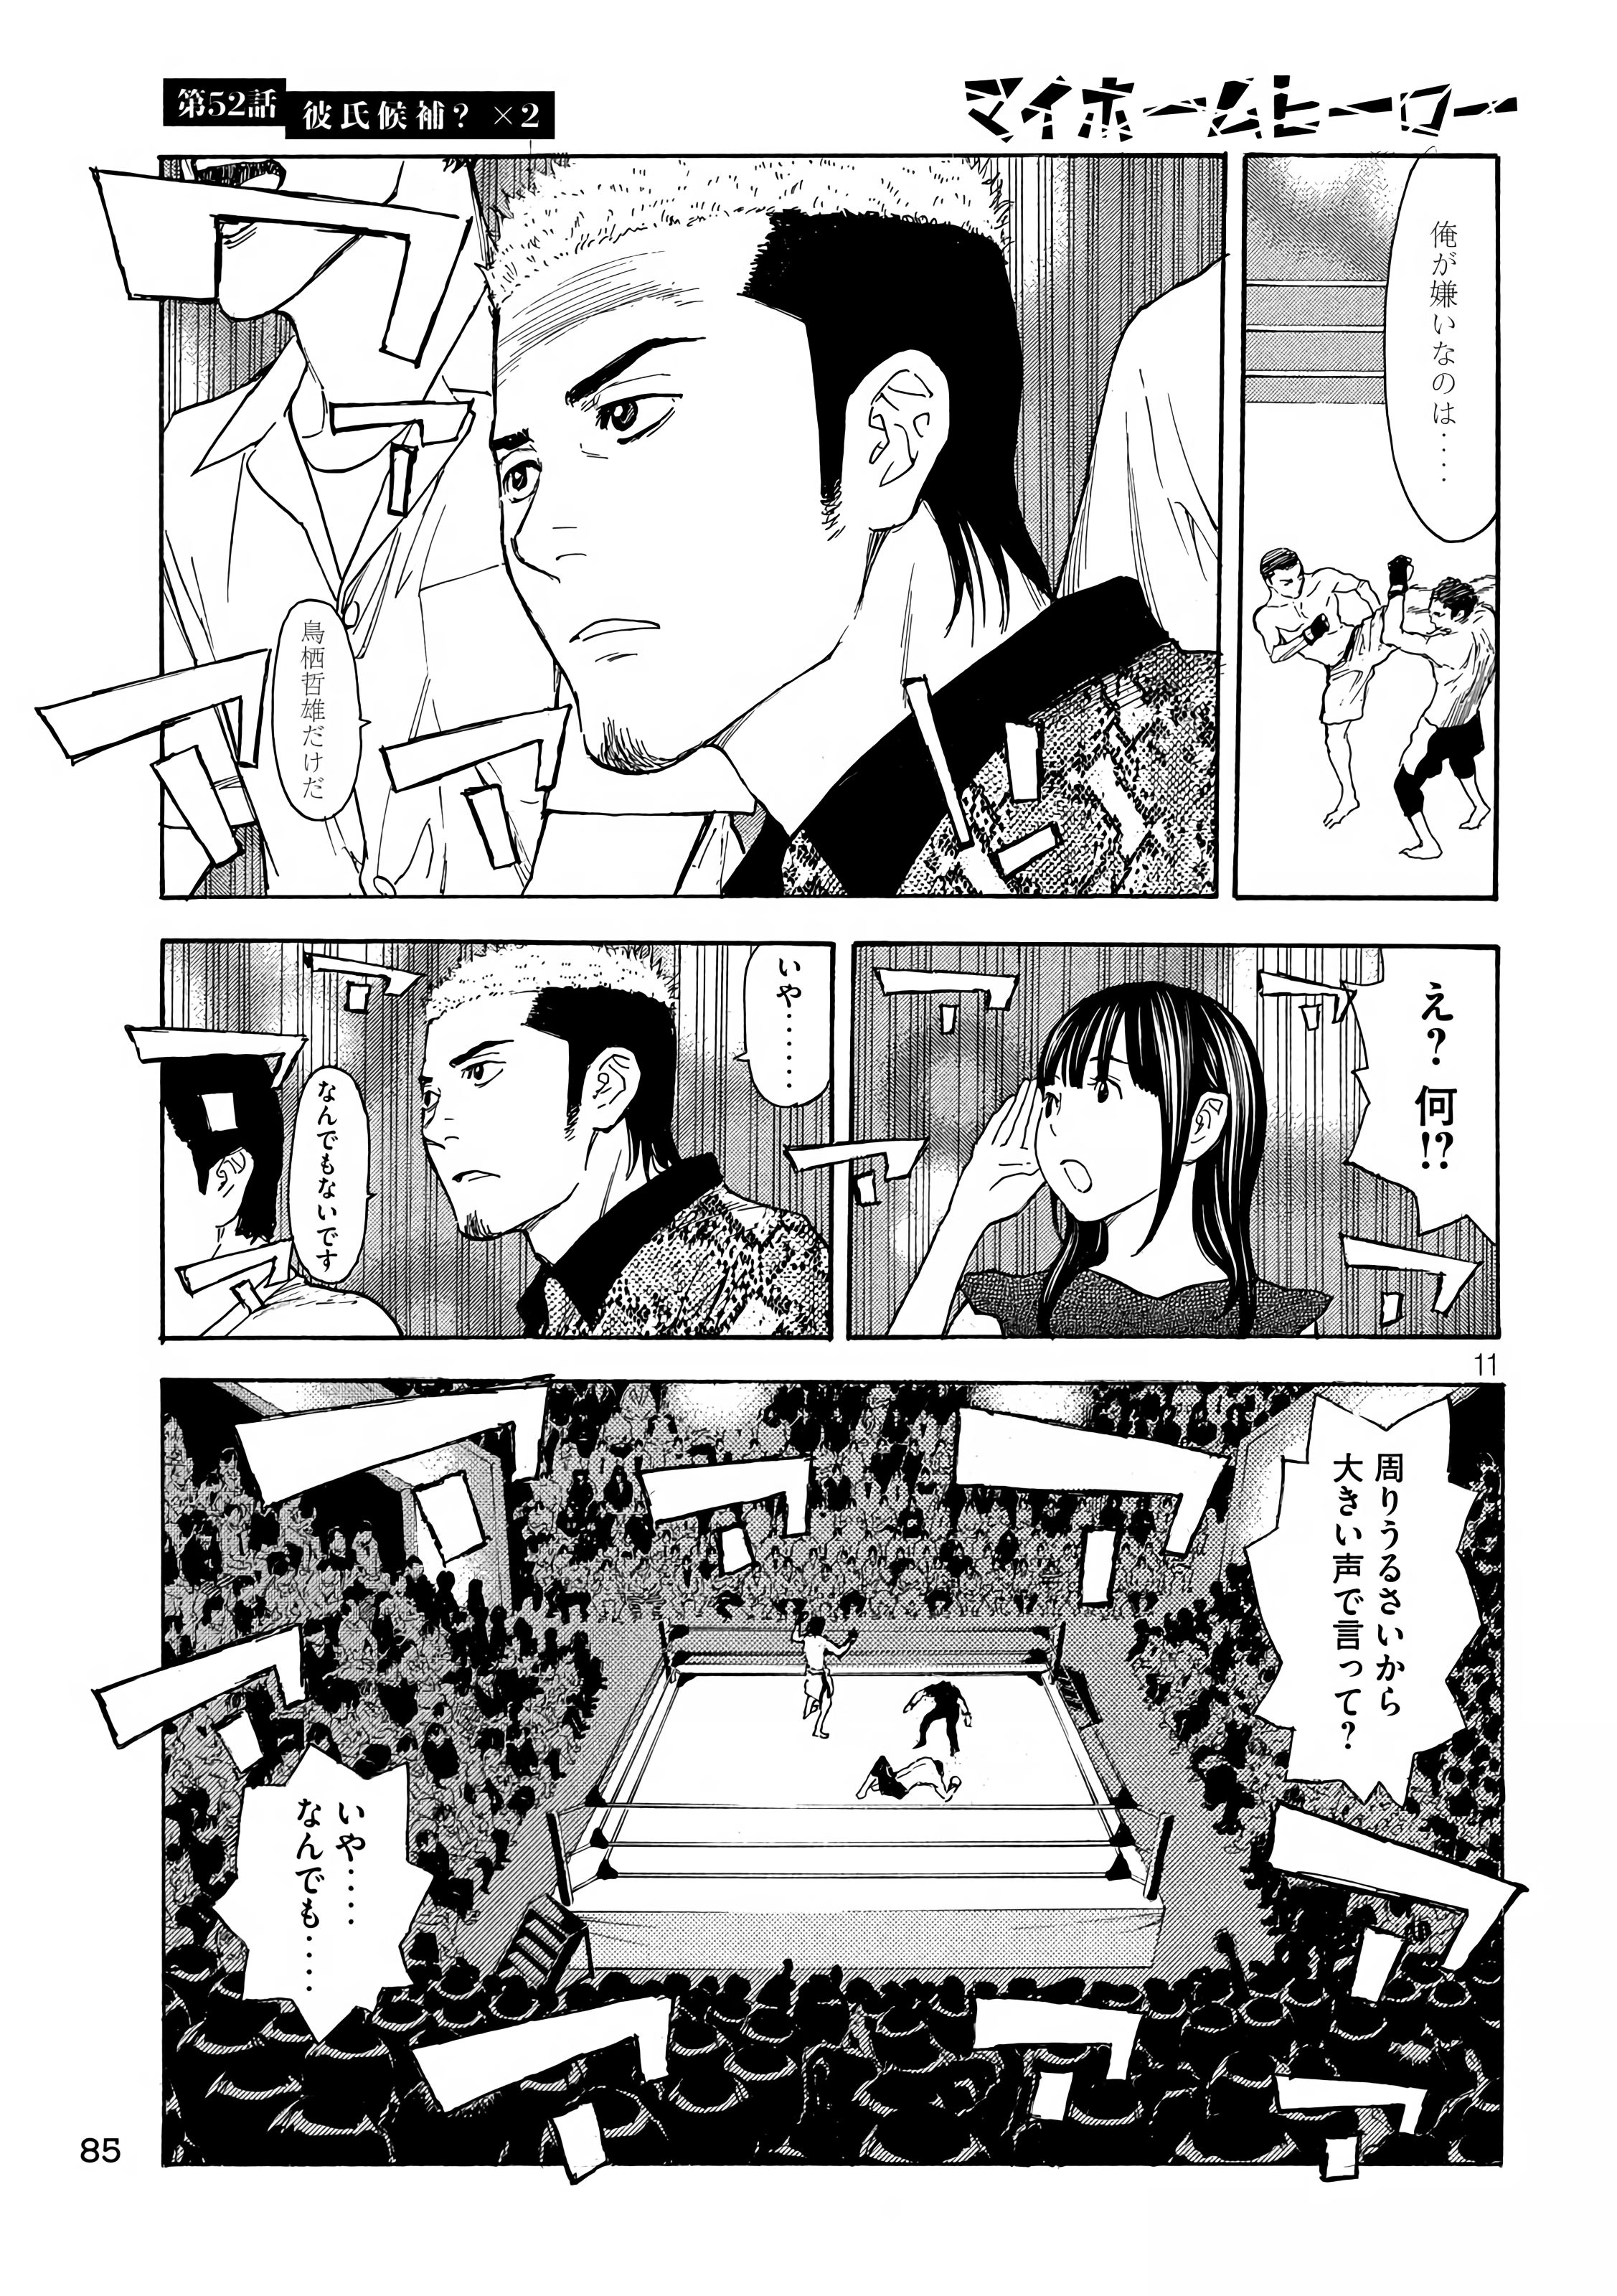 第52話
彼氏候補？ ×2
マイホームヒーロー
俺が嫌いなのは‥‥
鳥栖哲雄だけだ
え？ 何!?
いや‥‥‥
なんでもないです
11
周りうるさいから
大きい声で言って？
いや‥‥
なんでも‥‥
85